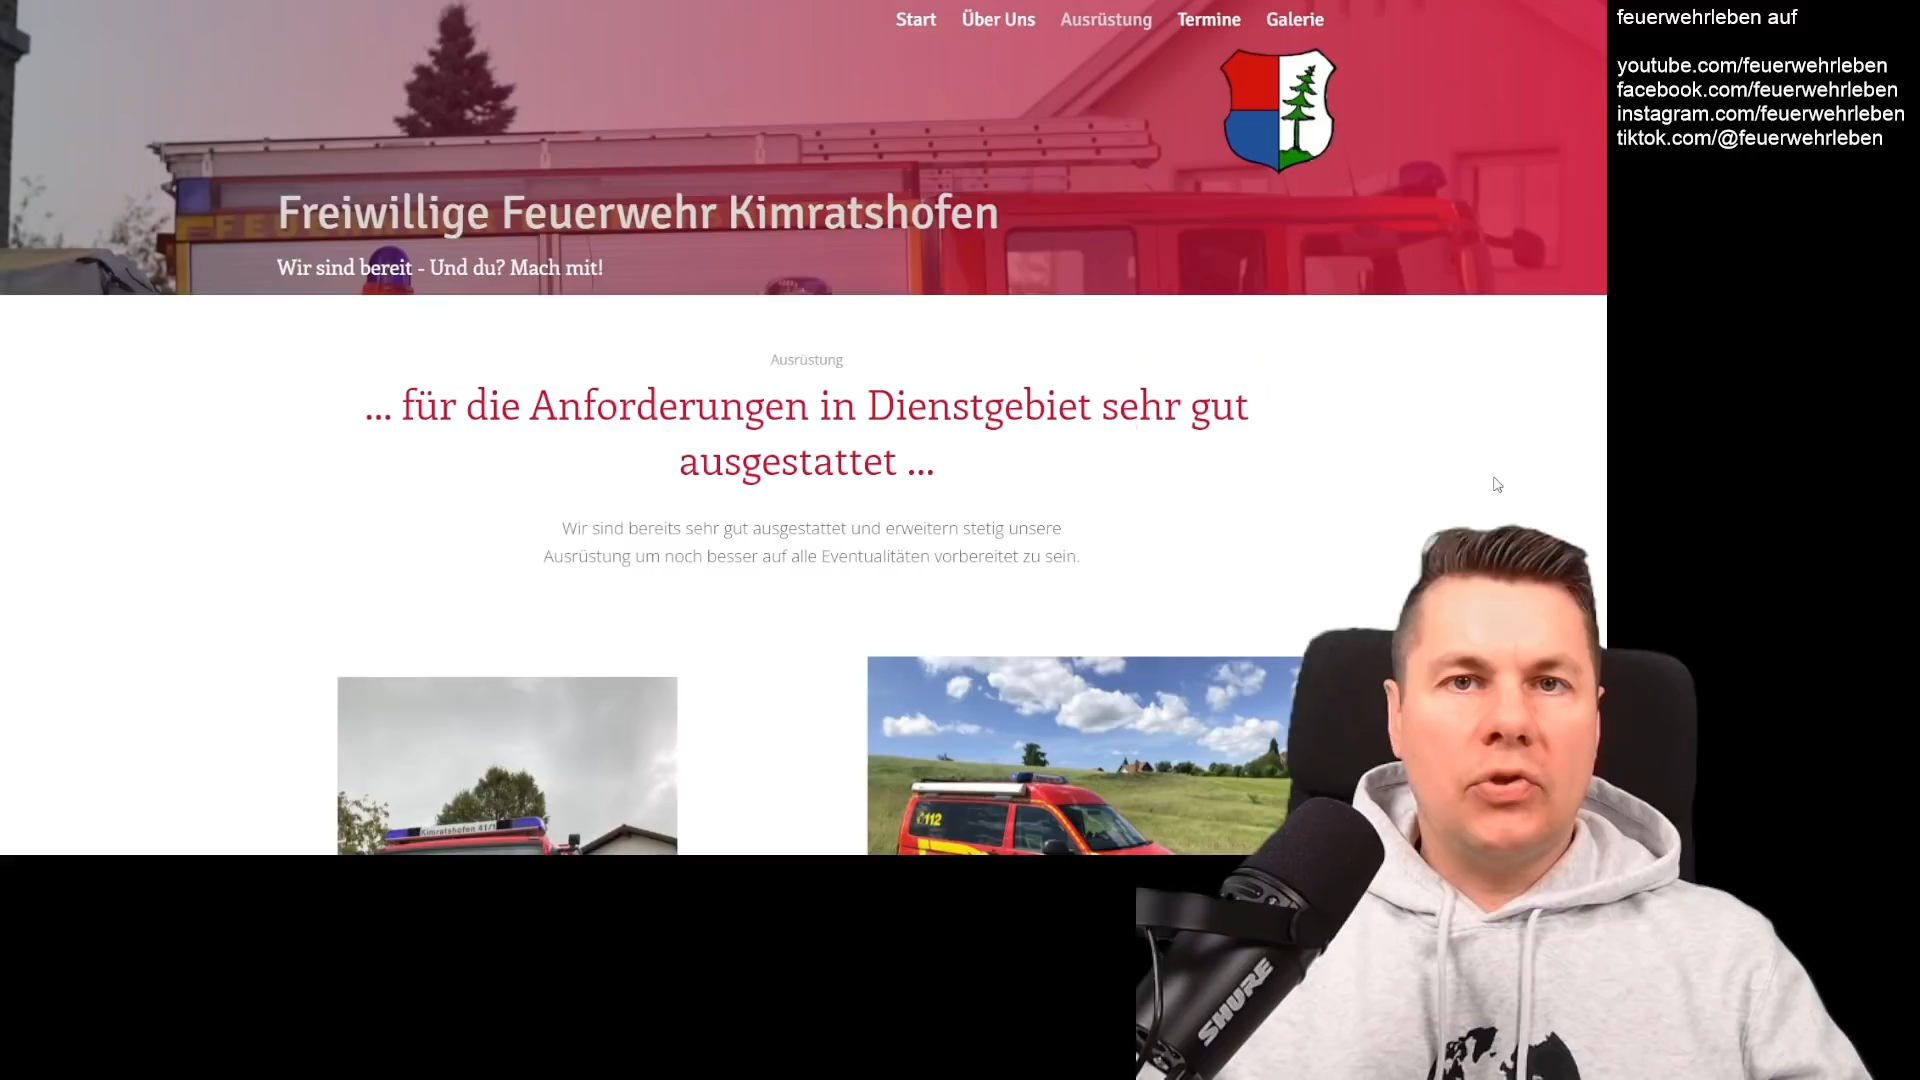 Start Über Uns Ausrüstung Termine Galerie
feuerwehrleben auf
youtube.com/feuerwehrleben
facebook.com/feuerwehrleben
instagram.com/feuerwehrleben
tiktok.com/@feuerwehrleben
Freiwillige Feuerwehr Kimratshofen
Wir sind bereit - Und du? Mach mit!
Ausrüstung
... für die Anforderungen in Dienstgebiet sehr gut
ausgestattet ...
Wir sind bereits sehr gut ausgestattet und erweitern stetig unsere
Ausrüstung um noch besser auf alle Eventualitäten vorbereitet zu sein.
Kimratshofen 41/1
112
SHURE